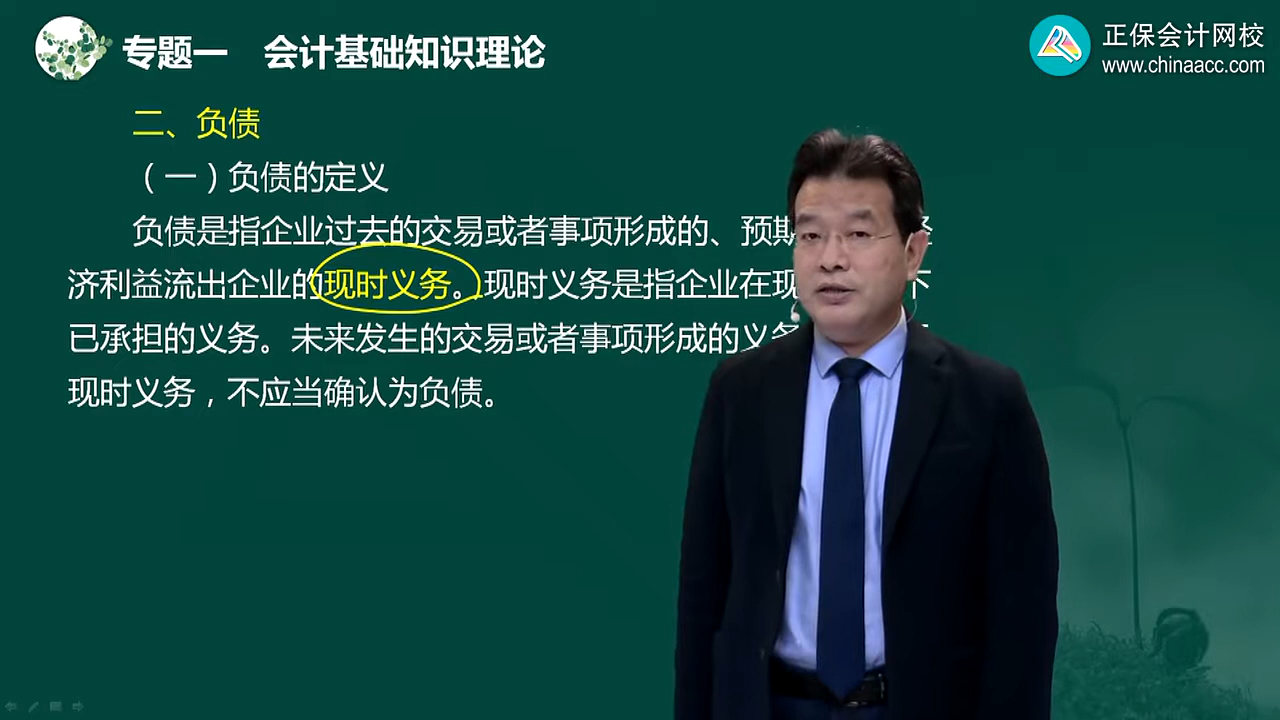 专题一 会计基础知识理论
正保会计网校
www.chinaacc.com
二、负债
（一）负债的定义
负债是指企业过去的交易或者事项形成的、预期
济利益流出企业的现时义务。现时义务是指企业在现 下
已承担的义务。未来发生的交易或者事项形成的义务
现时义务，不应当确认为负债。